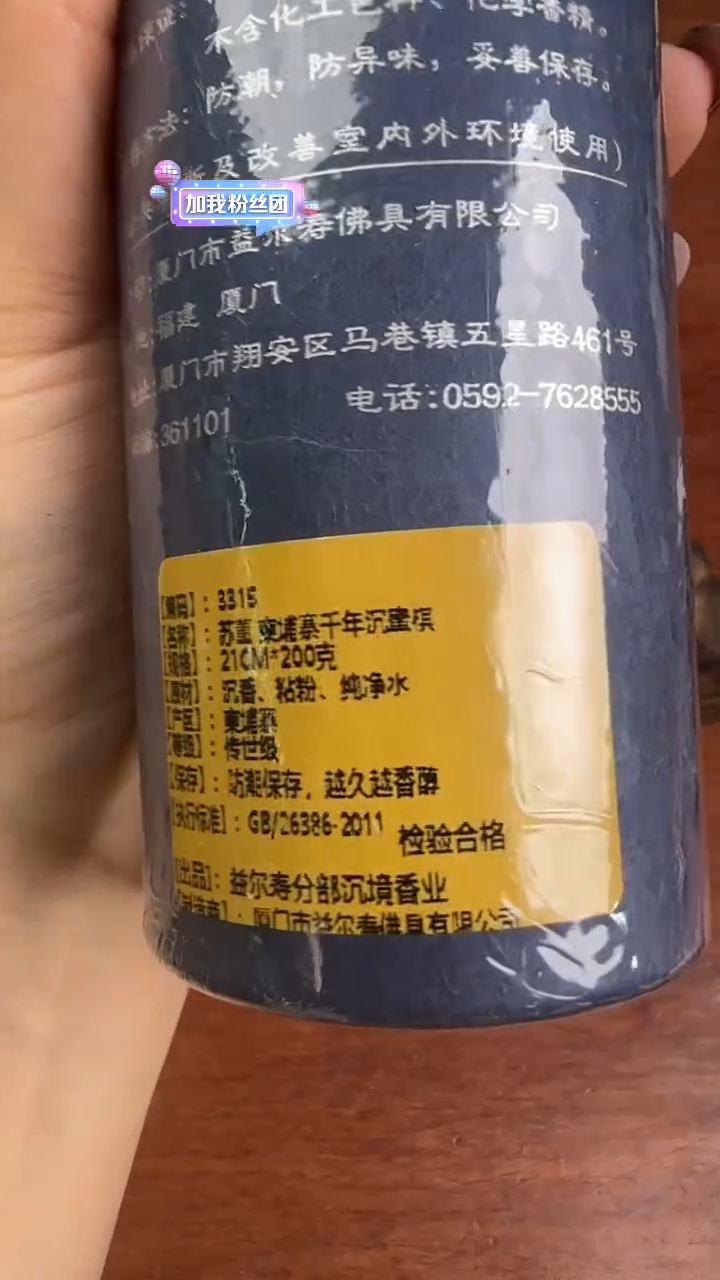 不含化工色料、化学香精。
防潮，防异味，妥善保存。
及改善室内外环境使用)
加我粉丝团
厦门市益尔寿佛具有限公司
福建 厦门
厦门市翔安区马巷镇五星路461号
电话:0592-7628555
361101
【编码】：3315
【名称】：苏董 柬埔寨千年沉
【规格】：21CM*200克
【原材】：沉香、粘粉、纯净水
【产区】：柬埔寨
【等级】：传世级
【保存】：防潮保存，越久越香醇
【执行标准】：GB/26386-2011
检验合格
【出品】：益尔寿分部沉境香业
【制造商】：厦门市益尔寿佛具有限公司